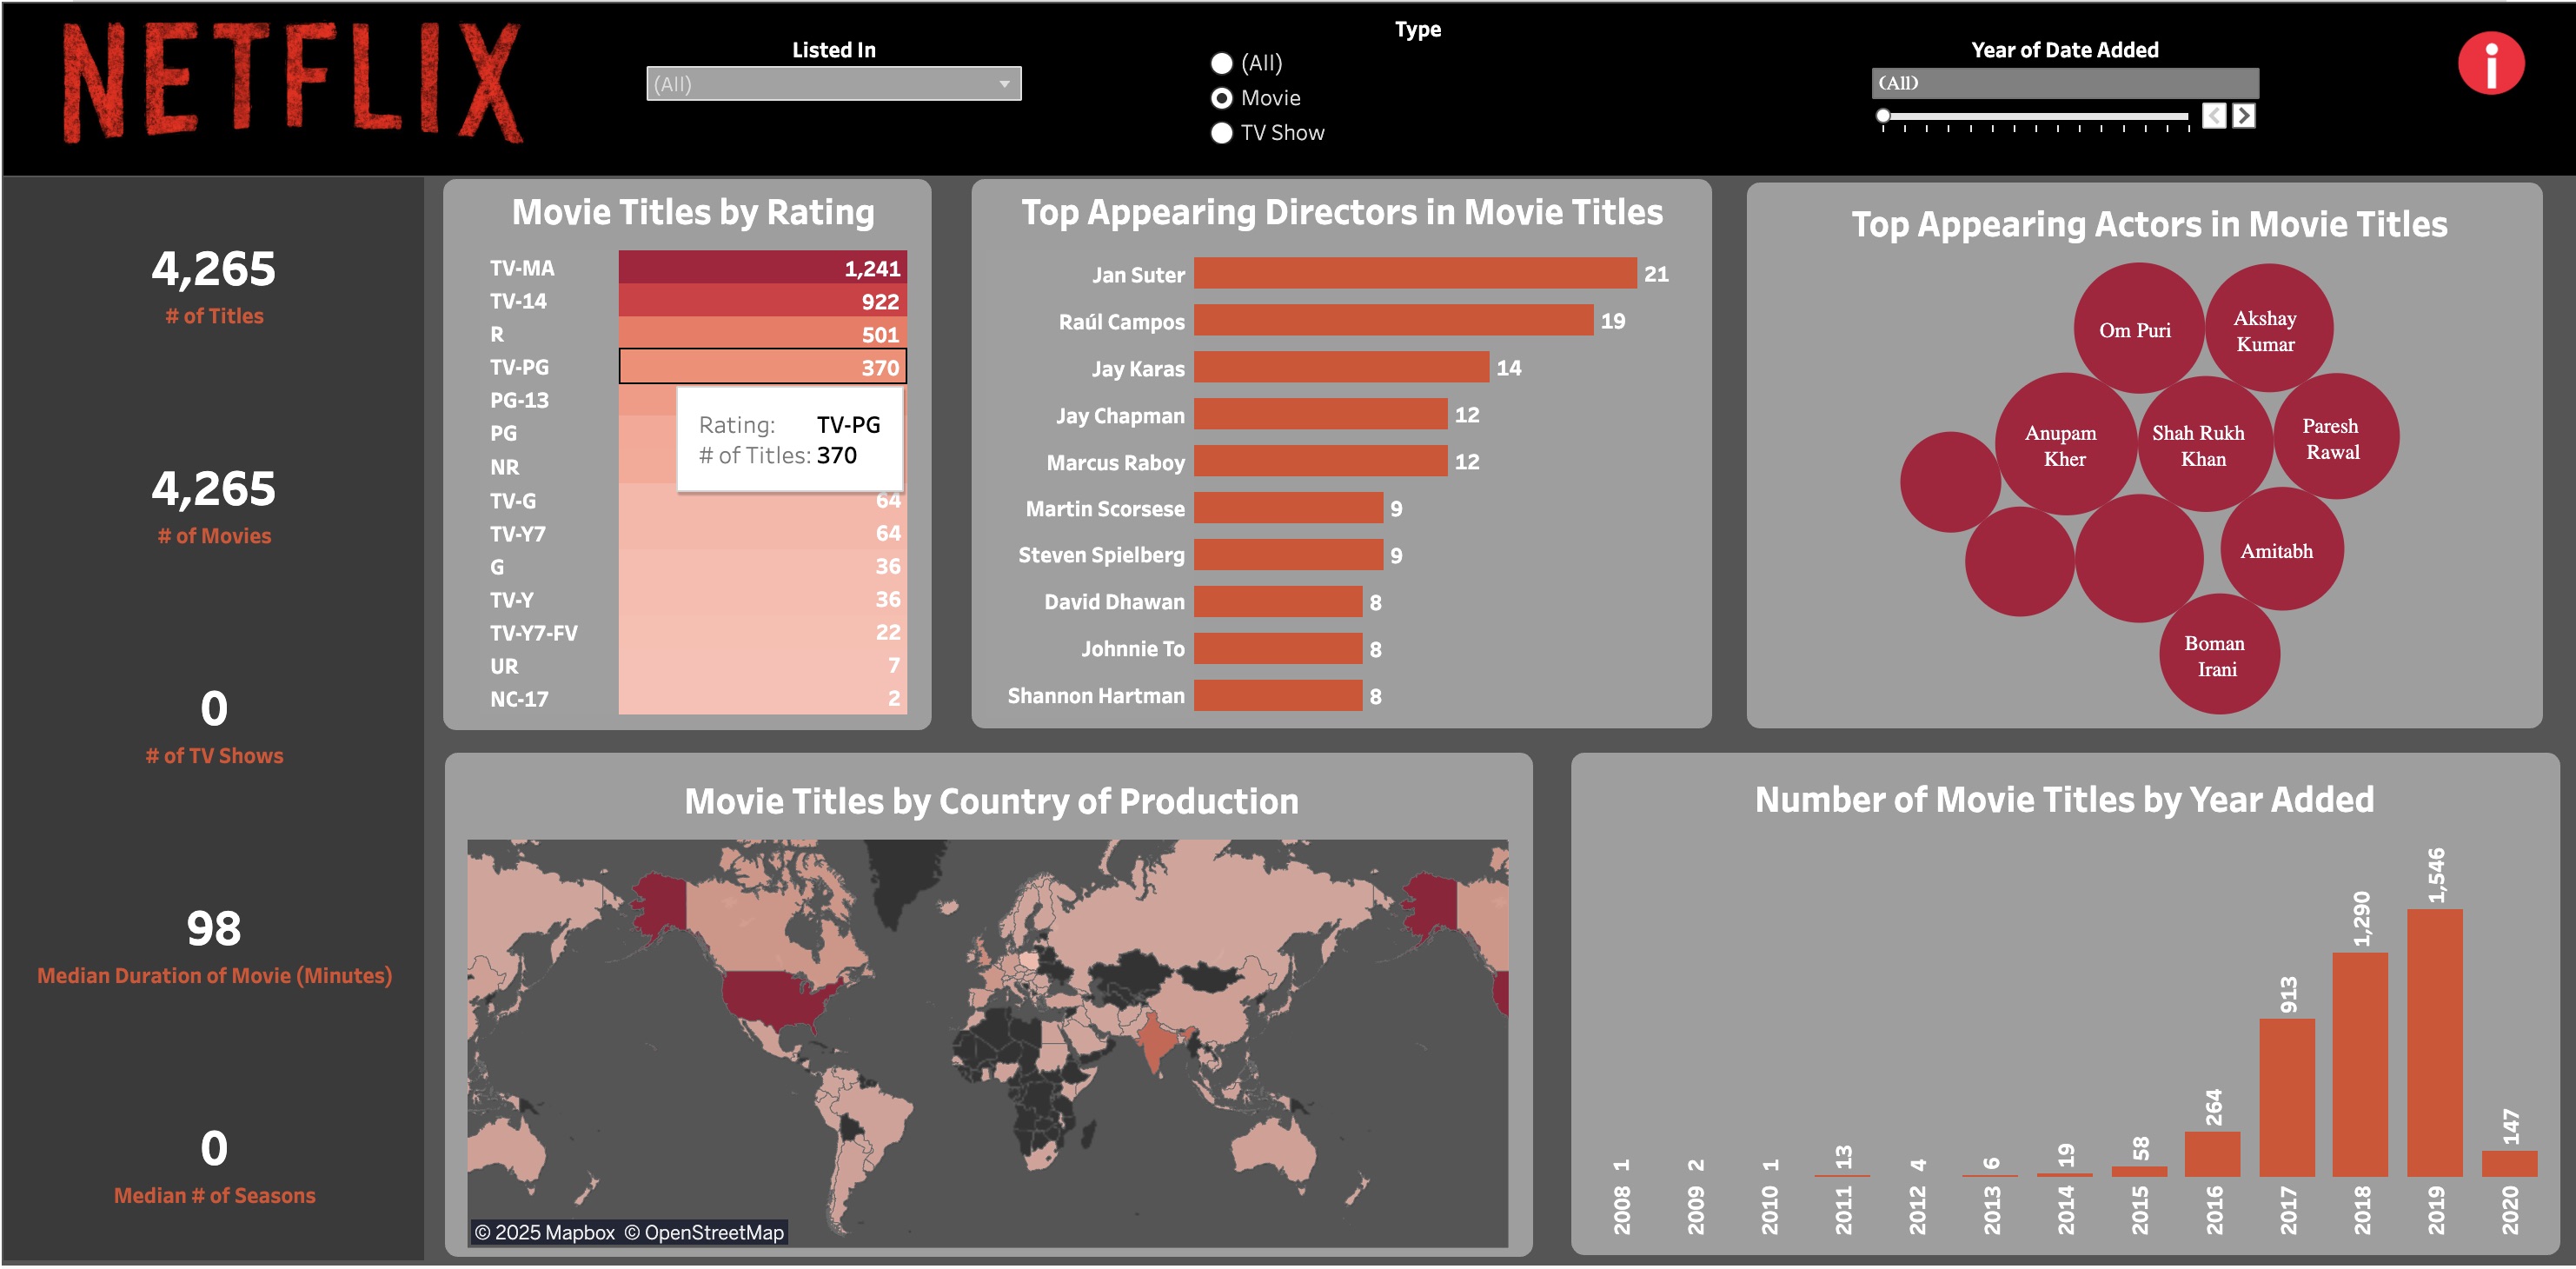 NETFLIX
Listed In
(All)
Type
(All)
Movie
TV Show
Year of Date Added
(All)
i
4,265
# of Titles
4,265
# of Movies
0
# of TV Shows
98
Median Duration of Movie (Minutes)
0
Median # of Seasons
Movie Titles by Rating
TV-MA 1,241
TV-14 922
R 501
TV-PG 370
PG-13
PG
NR
TV-G 64
TV-Y7 64
G 36
TV-Y 36
TV-Y7-FV 22
UR 7
NC-17 2
Rating: TV-PG
# of Titles: 370
Top Appearing Directors in Movie Titles
Jan Suter 21
Raúl Campos 19
Jay Karas 14
Jay Chapman 12
Marcus Raboy 12
Martin Scorsese 9
Steven Spielberg 9
David Dhawan 8
Johnnie To 8
Shannon Hartman 8
Top Appearing Actors in Movie Titles
Om Puri
Akshay
Kumar
Anupam
Kher
Shah Rukh
Khan
Paresh
Rawal
Amitabh
Boman
Irani
Movie Titles by Country of Production
© 2025 Mapbox © OpenStreetMap
Number of Movie Titles by Year Added
1 2 1 13 4 6 19 58 264 913 1,290 1,546 147
2008 2009 2010 2011 2012 2013 2014 2015 2016 2017 2018 2019 2020